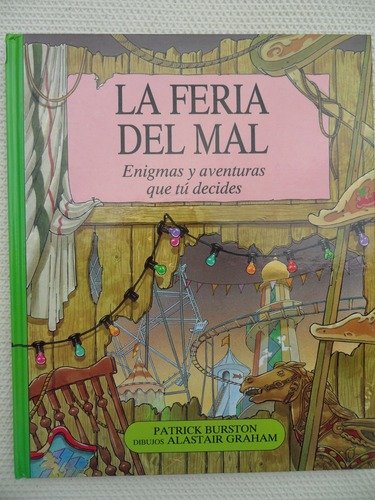 LA FERIA
DEL MAL
Enigmas y aventuras
que tú decides
PATRICK BURSTON
DIBUJOS ALASTAIR GRAHAM